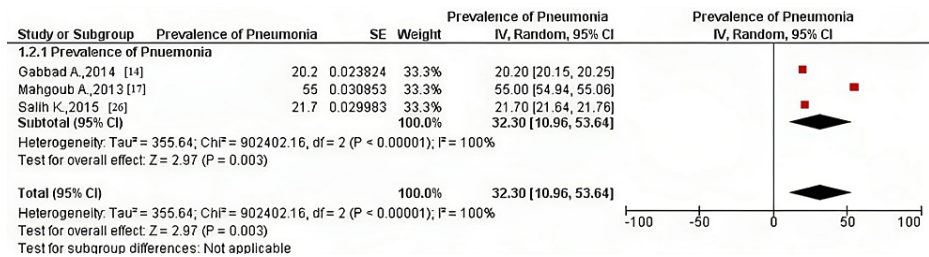 Prevalence of Pneumonia Prevalence of Pneumonia
Study or Subgroup Prevalence of Pneumonia SE Weight IV, Random, 95% CI IV, Random, 95% CI
1.2.1 Prevalence of Pnuemonia
Gabbad A.,2014 [14] 20.2 0.023824 33.3% 20.20 [20.15, 20.25]
Mahgoub A.,2013 [17] 55 0.030853 33.3% 55.00 [54.94, 55.06]
Salih K.,2015 [26] 21.7 0.029983 33.3% 21.70 [21.64, 21.76]
Subtotal (95% CI) 100.0% 32.30 [10.96, 53.64]
Heterogeneity: Tau² = 355.64; Chi² = 902402.16, df = 2 (P < 0.00001); I² = 100%
Test for overall effect: Z = 2.97 (P = 0.003)
Total (95% CI) 100.0% 32.30 [10.96, 53.64]
Heterogeneity: Tau² = 355.64; Chi² = 902402.16, df = 2 (P < 0.00001); I² = 100%
Test for overall effect: Z = 2.97 (P = 0.003)
Test for subgroup differences: Not applicable
-100 -50 0 50 100